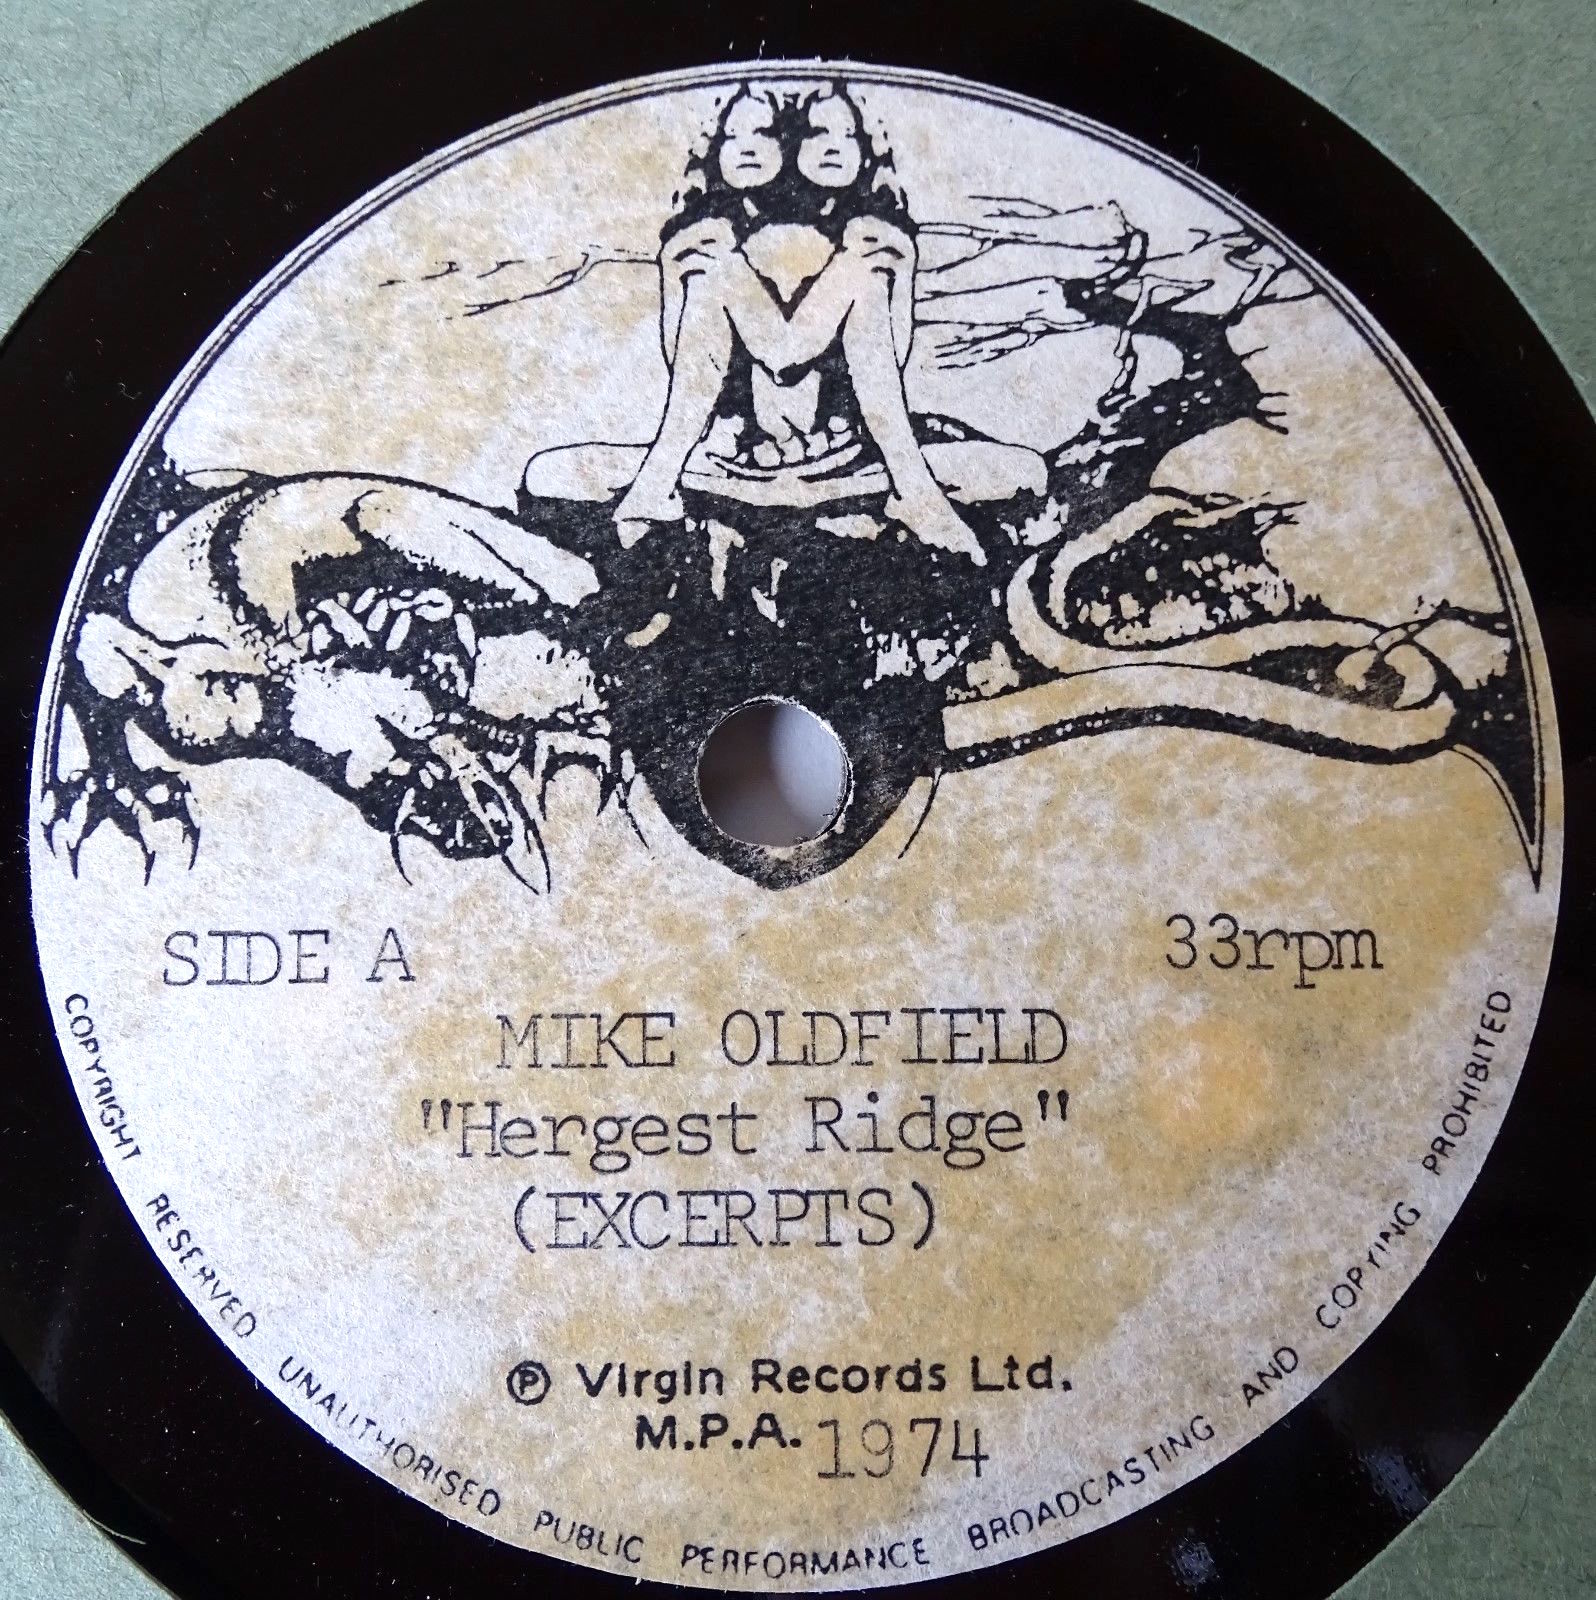 SIDE A
33rpm
MIKE OLDFIELD
"Hergest Ridge"
(EXCERPTS)
Ⓟ Virgin Records Ltd.
M.P.A. 1974
COPYRIGHT RESERVED UNAUTHORISED PUBLIC PERFORMANCE BROADCASTING AND COPYING PROHIBITED